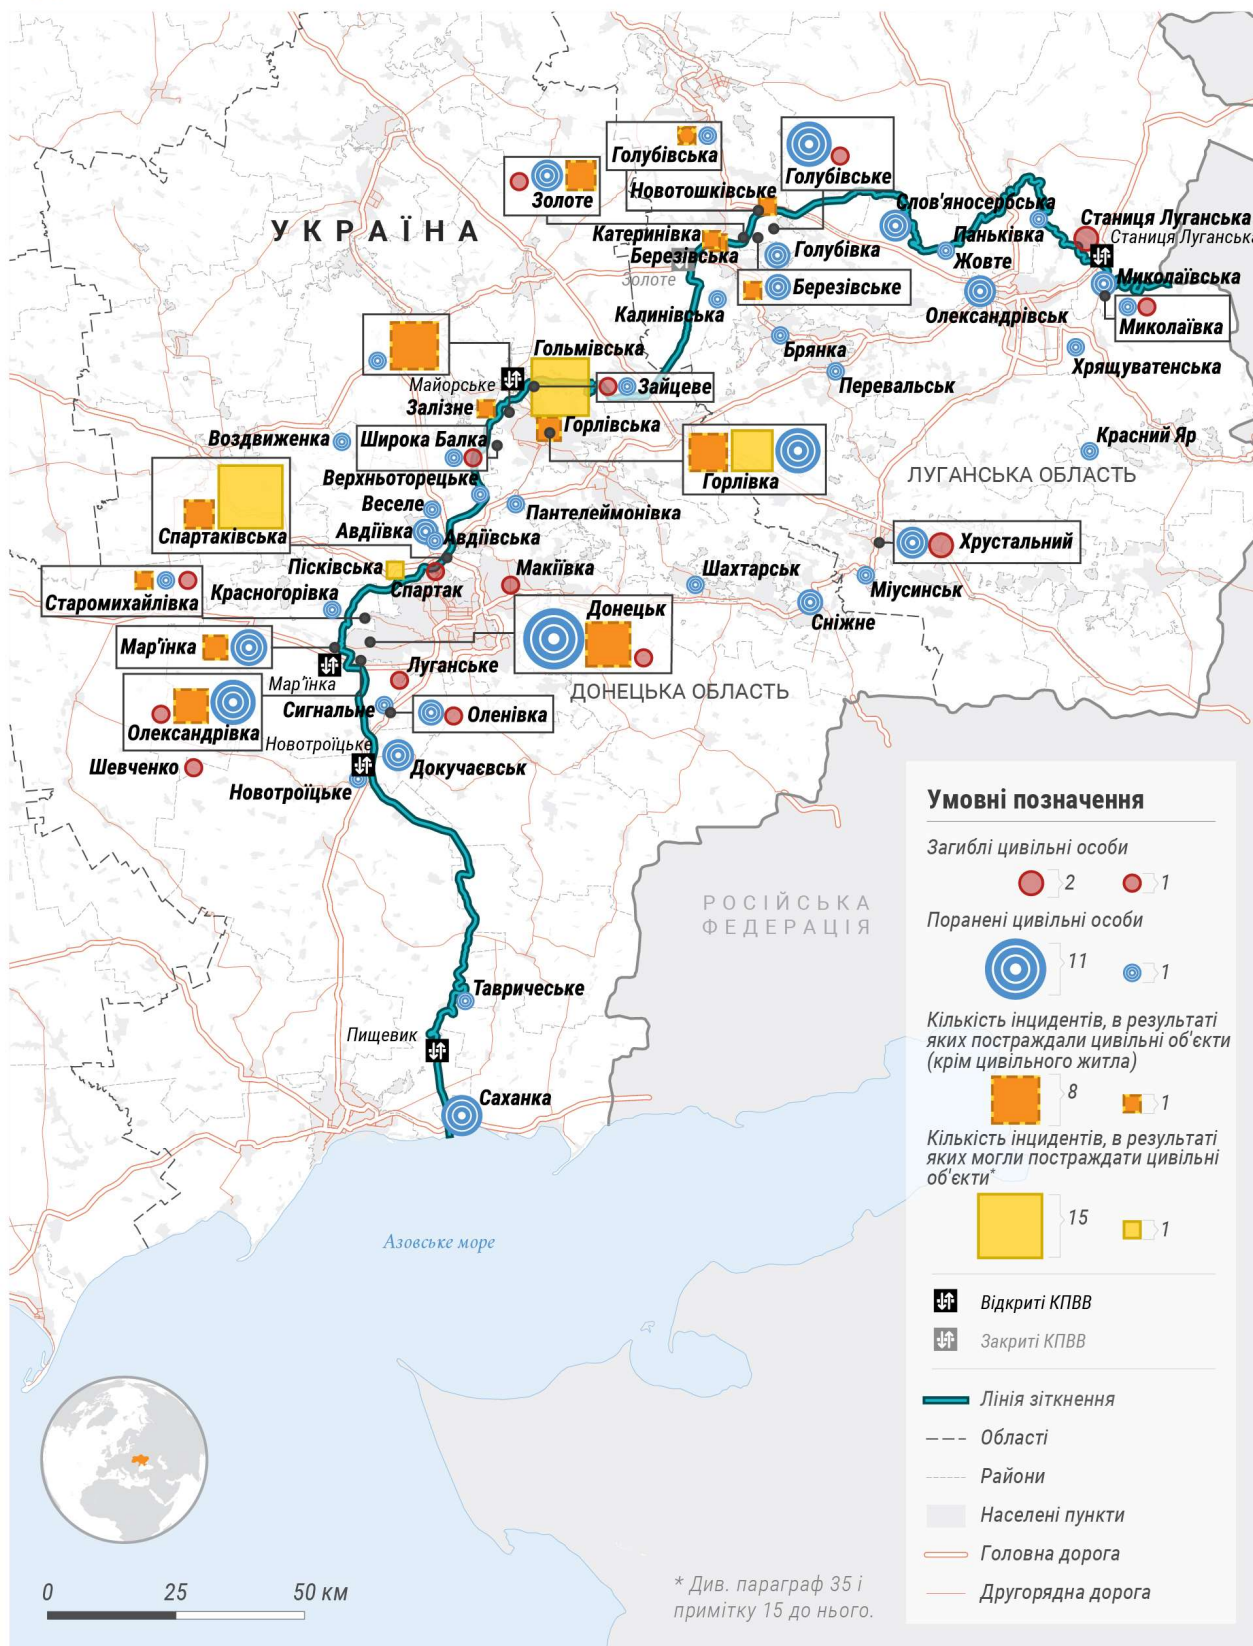 Голубівська
Голубівське
Золоте
Новотошківське
УКРАЇНА
Слов'яносербська
Станиця Луганська
Станиця Луганська
Катеринівка
Паньківка
Березівська
Голубівка
Жовте
Золоте
Миколаївська
Березівське
Калинівська
Олександрівськ
Миколаївка
Гольмівська
Брянка
Хрящуватенська
Майорське
Зайцеве
Перевальськ
Залізне
Горлівська
Воздвиженка
Широка Балка
Красний Яр
Верхньоторецьке
Горлівка
ЛУГАНСЬКА ОБЛАСТЬ
Веселе
Пантелеймонівка
Спартаківська
Авдіївка
Авдіївська
Хрустальний
Пісківська
Макіївка
Шахтарськ
Спартак
Міусинськ
Старомихайлівка
Красногорівка
Донецьк
Сніжне
Мар'їнка
Луганське
Мар'їнка
ДОНЕЦЬКА ОБЛАСТЬ
Сигнальне
Оленівка
Олександрівка
Новотроїцьке
Шевченко
Докучаєвськ
Новотроїцьке
РОСІЙСЬКА
ФЕДЕРАЦІЯ
Тавричеське
Пищевик
Саханка
Азовське море
Умовні позначення
Загиблі цивільні особи
2 1
Поранені цивільні особи
11 1
Кількість інцидентів, в результаті
яких постраждали цивільні об'єкти
(крім цивільного житла)
8 1
Кількість інцидентів, в результаті
яких могли постраждати цивільні
об'єкти*
15 1
Відкриті КПВВ
Закриті КПВВ
Лінія зіткнення
Області
Райони
Населені пункти
Головна дорога
Другорядна дорога
0 25 50 км
* Див. параграф 35 і
примітку 15 до нього.